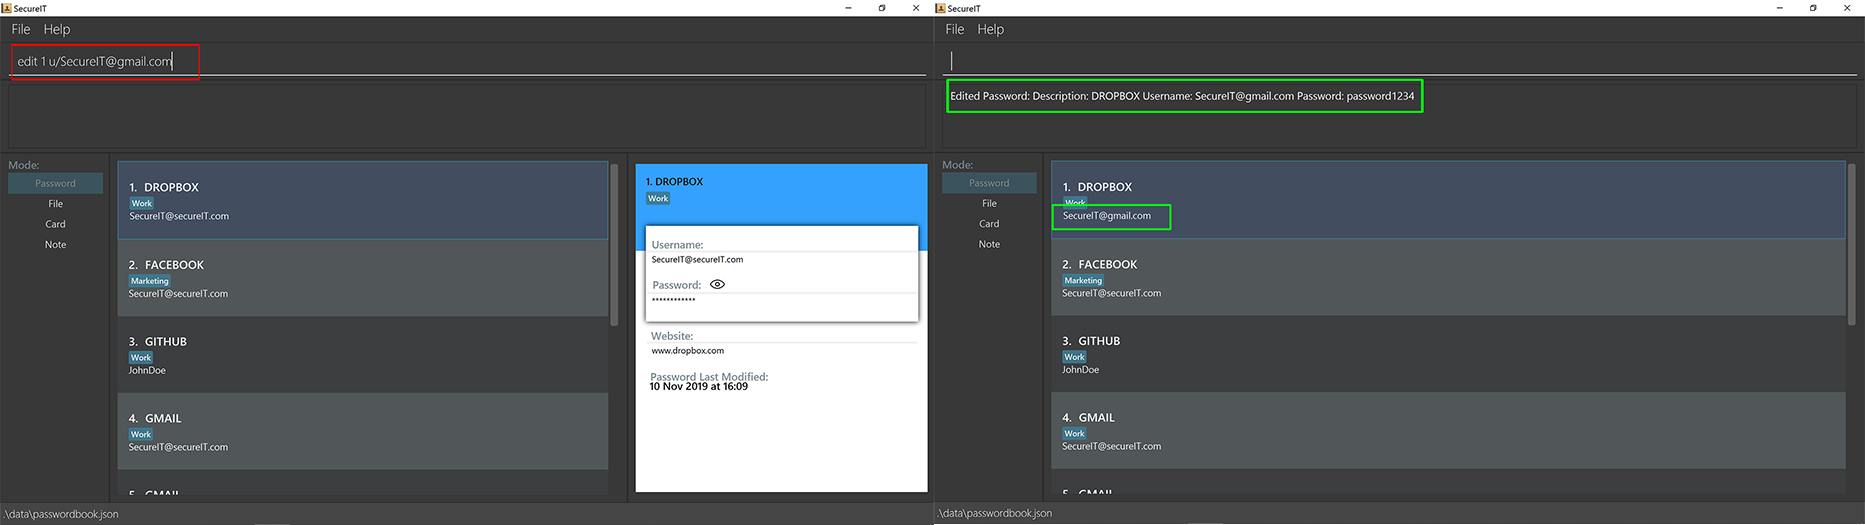 SecureIT
File Help
edit 1 u/SecureIT@gmail.com
Mode:
Password
File
Card
Note
1. DROPBOX
Work
SecureIT@secureIT.com
2. FACEBOOK
Marketing
SecureIT@secureIT.com
3. GITHUB
Work
JohnDoe
4. GMAIL
Work
SecureIT@secureIT.com
5. GMAIL
1. DROPBOX
Work
Username:
SecureIT@secureIT.com
Password:
************
Website:
www.dropbox.com
Password Last Modified:
10 Nov 2019 at 16:09
.\data\passwordbook.json
SecureIT
File Help
Edited Password: Description: DROPBOX Username: SecureIT@gmail.com Password: password1234
Mode:
Password
File
Card
Note
1. DROPBOX
Work
SecureIT@gmail.com
2. FACEBOOK
Marketing
SecureIT@secureIT.com
3. GITHUB
Work
JohnDoe
4. GMAIL
Work
SecureIT@secureIT.com
5. GMAIL
.\data\passwordbook.json